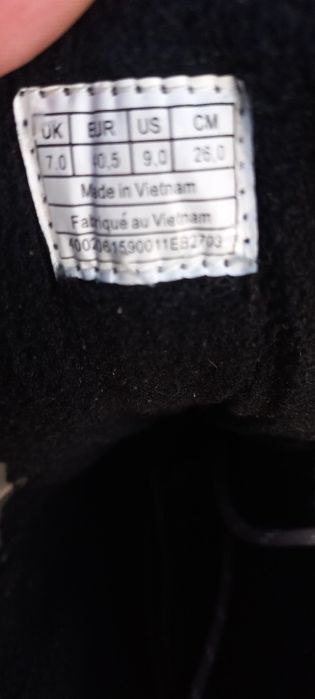 UK EUR US CM
7.0 40,5 9,0 26,0
Made in Vietnam
Fabriqué au Vietnam